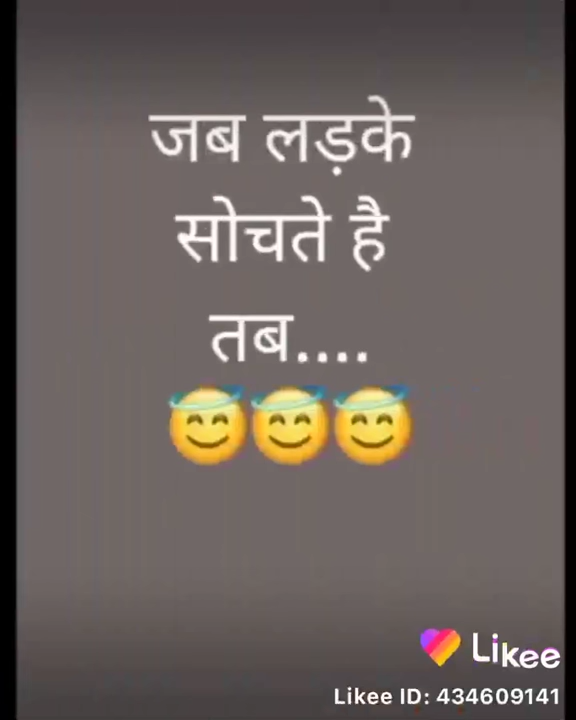 जब लड़के
सोचते है
तब....
😇😇😇
Likee
Likee ID: 434609141